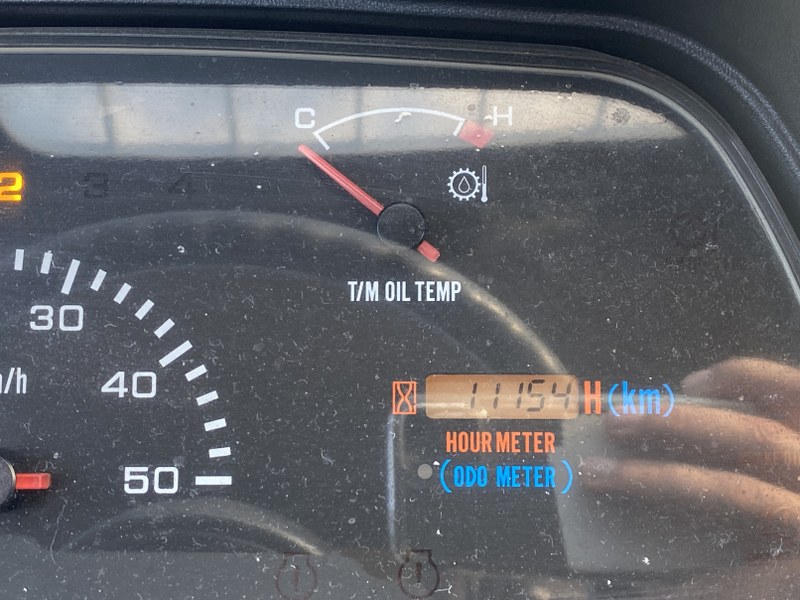 C H
2 3 4
T/M OIL TEMP
30
/h
40
11154 H (km)
HOUR METER
50 (ODO METER)